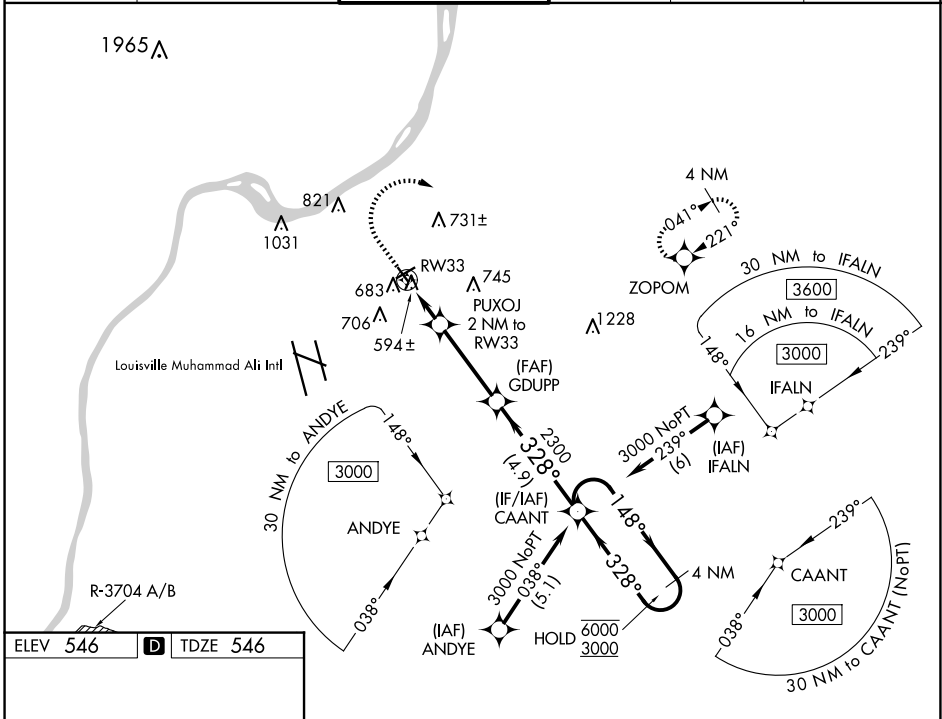 1965
821
1031
731±
RW33
683
745
706
594±
PUXOJ
2 NM to
RW33
4 NM
041°
221°
ZOPOM
1228
30 NM to IFALN
3600
16 NM to IFALN
3000
148°
239°
IFALN
Louisville Muhammad Ali Intl
(FAF)
GDUPP
2300
328°
(4.9)
3000 NoPT
239°
(6)
(IAF)
IFALN
30 NM to ANDYE
148°
3000
ANDYE
038°
(IF/IAF)
CAANT
148°
328°
4 NM
HOLD
6000
3000
3000 NoPT
038°
(5.1)
(IAF)
ANDYE
239°
CAANT
3000
038°
30 NM to CAANT (NoPT)
R-3704 A/B
ELEV 546 D TDZE 546